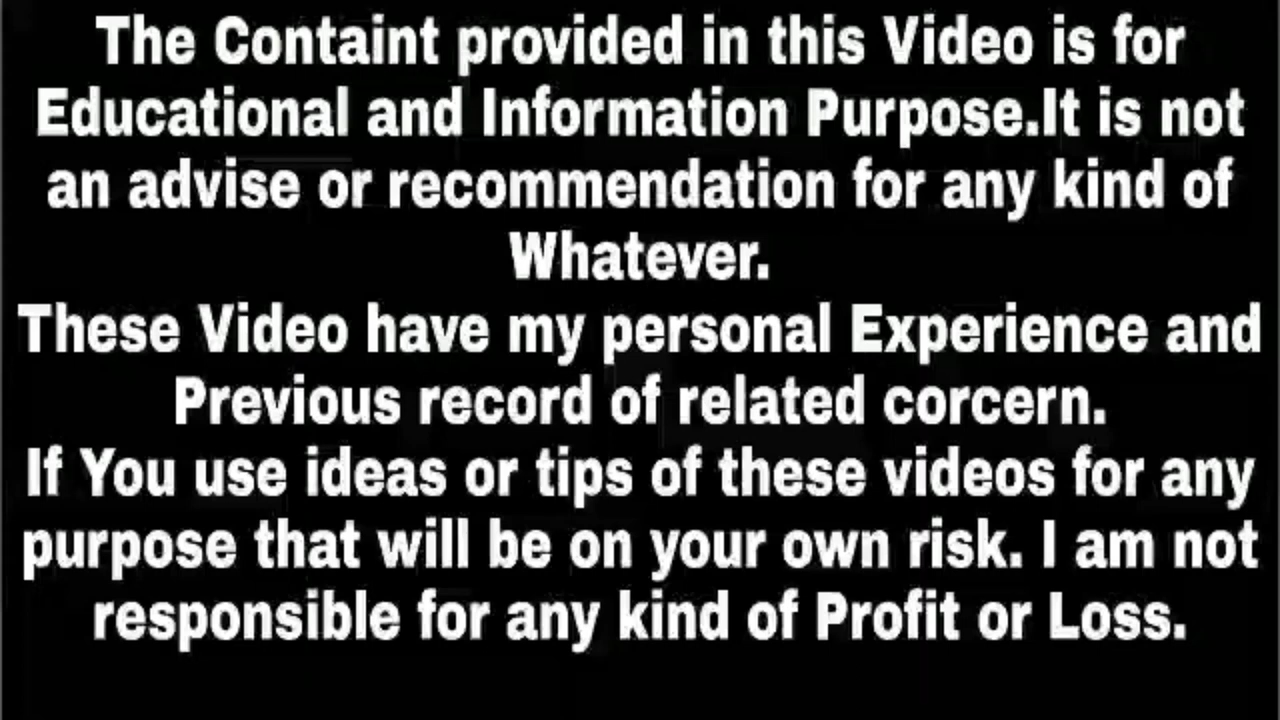 The Containt provided in this Video is for
Educational and Information Purpose.It is not
an advise or recommendation for any kind of
Whatever.
These Video have my personal Experience and
Previous record of related corcern.
If You use ideas or tips of these videos for any
purpose that will be on your own risk. I am not
responsible for any kind of Profit or Loss.